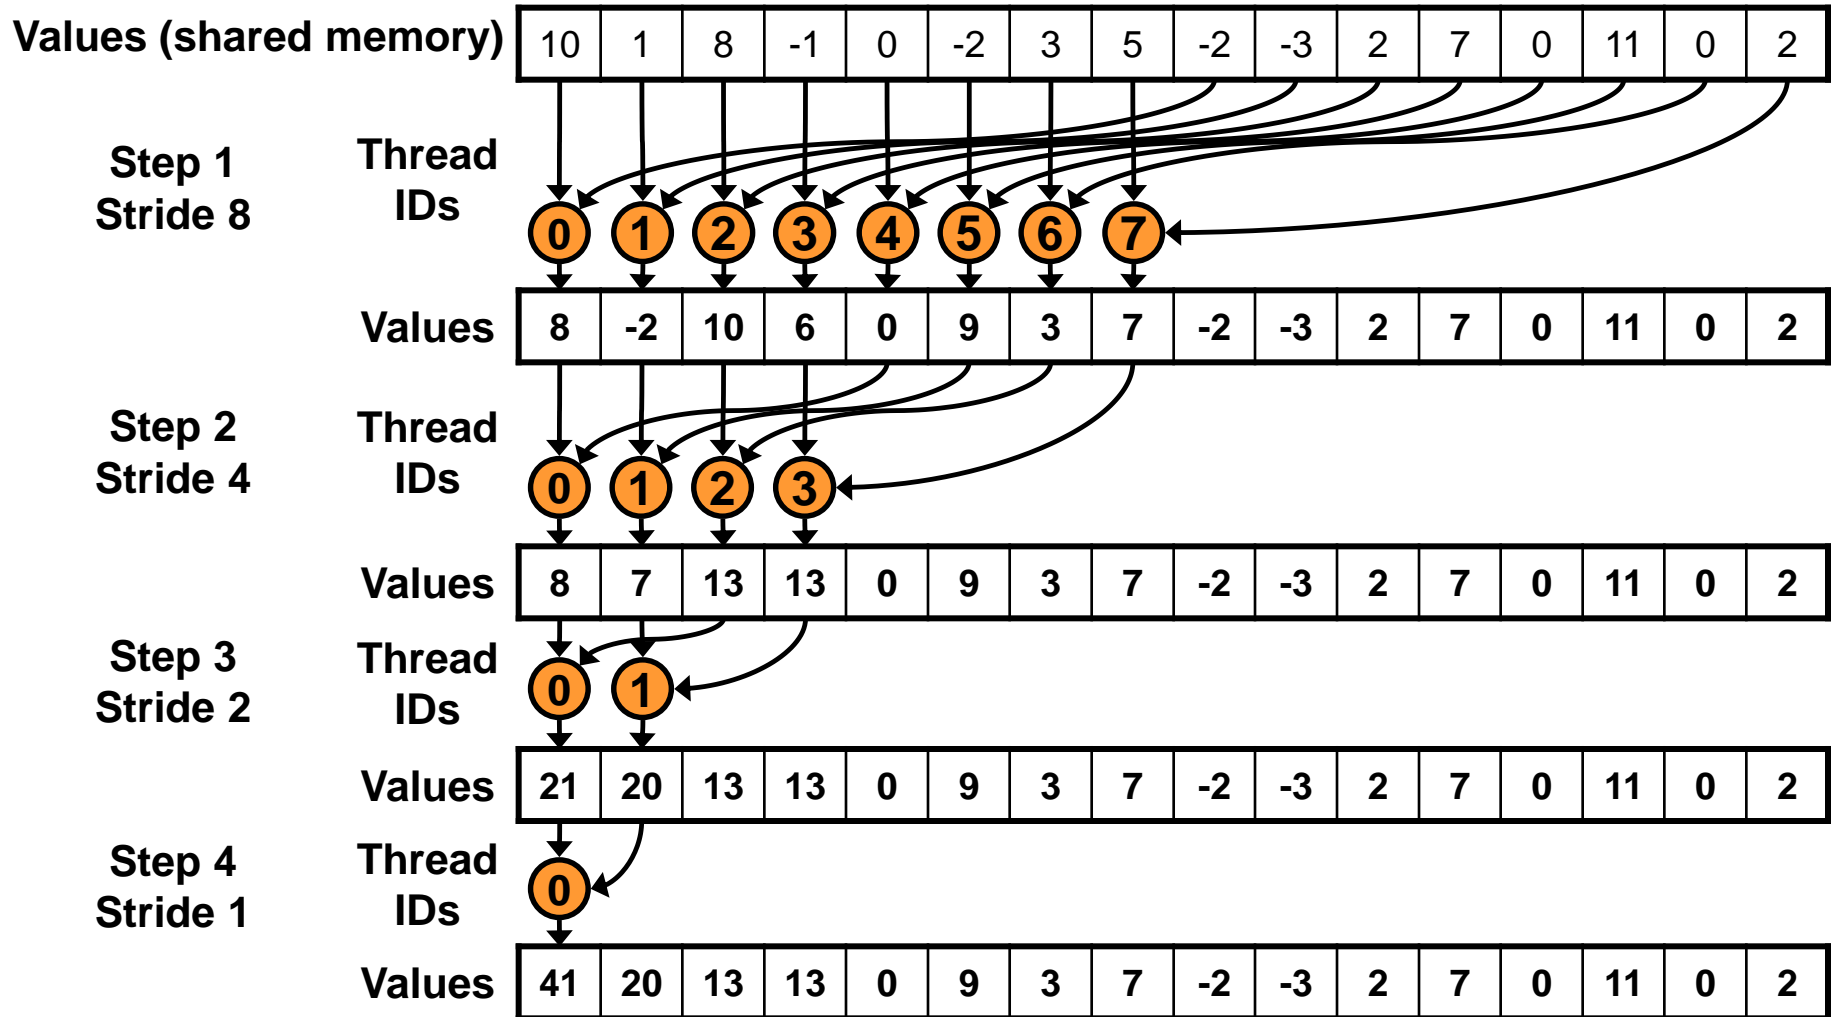 Values (shared memory) 10 1 8 -1 0 -2 3 5 -2 -3 2 7 0 11 0 2
Step 1
Stride 8
Thread
IDs
0 1 2 3 4 5 6 7
Values 8 -2 10 6 0 9 3 7 -2 -3 2 7 0 11 0 2
Step 2
Stride 4
Thread
IDs
0 1 2 3
Values 8 7 13 13 0 9 3 7 -2 -3 2 7 0 11 0 2
Step 3
Stride 2
Thread
IDs
0 1
Values 21 20 13 13 0 9 3 7 -2 -3 2 7 0 11 0 2
Step 4
Stride 1
Thread
IDs
0
Values 41 20 13 13 0 9 3 7 -2 -3 2 7 0 11 0 2